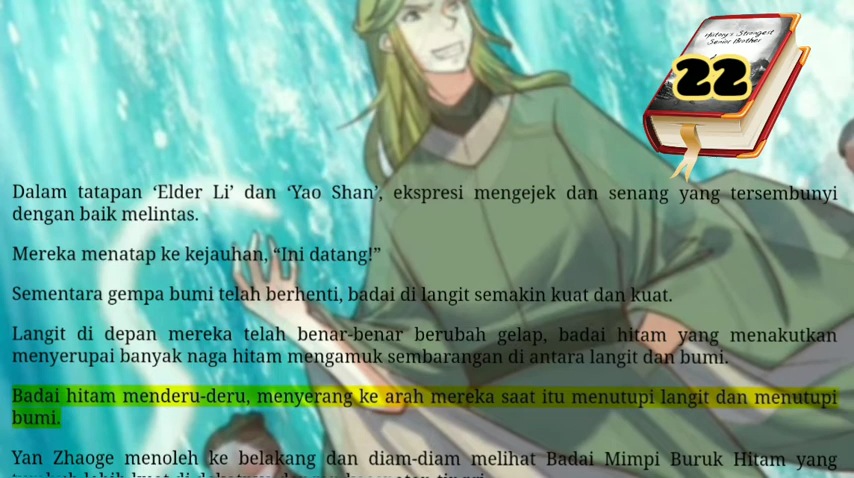 History's Strongest
Senior Brother
22
Dalam tatapan ‘Elder Li’ dan ‘Yao Shan’, ekspresi mengejek dan senang yang tersembunyi
dengan baik melintas.
Mereka menatap ke kejauhan, “Ini datang!”
Sementara gempa bumi telah berhenti, badai di langit semakin kuat dan kuat.
Langit di depan mereka telah benar-benar berubah gelap, badai hitam yang menakutkan
menyerupai banyak naga hitam mengamuk sembarangan di antara langit dan bumi.
Badai hitam menderu-deru, menyerang ke arah mereka saat itu menutupi langit dan menutupi
bumi.
Yan Zhaoge menoleh ke belakang dan diam-diam melihat Badai Mimpi Buruk Hitam yang